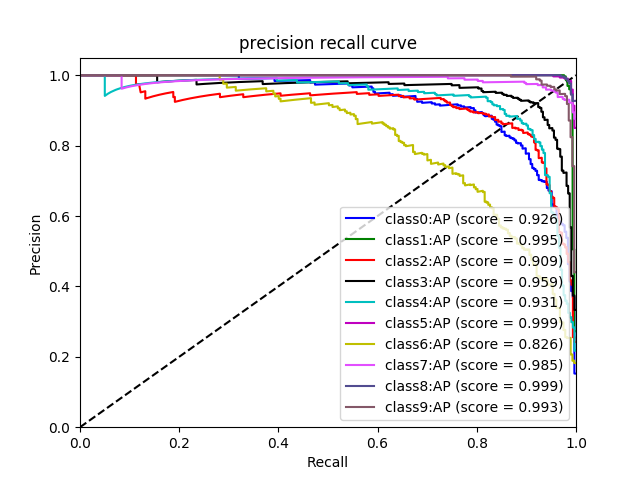 precision recall curve
1.0
0.8
0.6
0.4
0.2
0.0
Precision
class0:AP (score = 0.926)
class1:AP (score = 0.995)
class2:AP (score = 0.909)
class3:AP (score = 0.959)
class4:AP (score = 0.931)
class5:AP (score = 0.999)
class6:AP (score = 0.826)
class7:AP (score = 0.985)
class8:AP (score = 0.999)
class9:AP (score = 0.993)
0.0 0.2 0.4 0.6 0.8 1.0
Recall